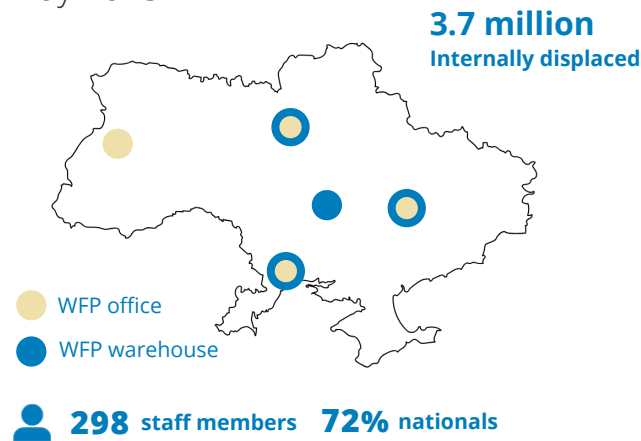 3.7 million
Internally displaced
WFP office
WFP warehouse
298 staff members 72% nationals